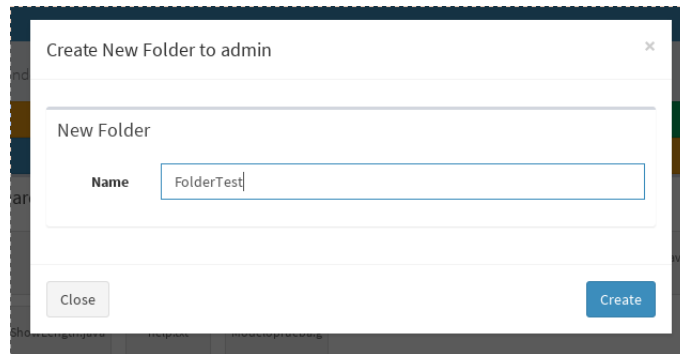 Create New Folder to admin
×
New Folder
Name FolderTest
Close Create